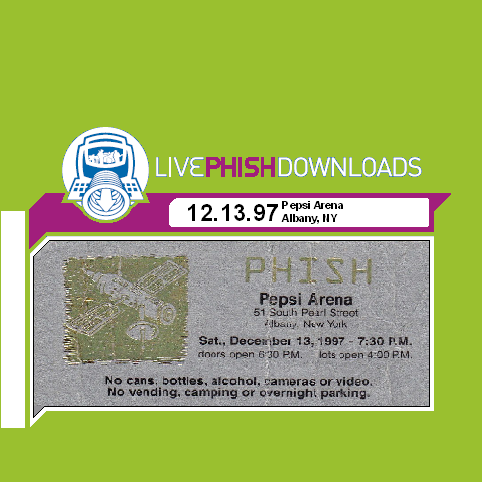 LIVEPHISHDOWNLOADS
12.13.97
Pepsi Arena
Albany, NY
PHISH
Pepsi Arena
51 South Pearl Street
Albany, New York
Sat., December 13, 1997 - 7:30 P.M.
doors open 6:30 P.M. lots open 4:00 P.M.
No cans, bottles, alcohol, cameras or video.
No vending, camping or overnight parking.